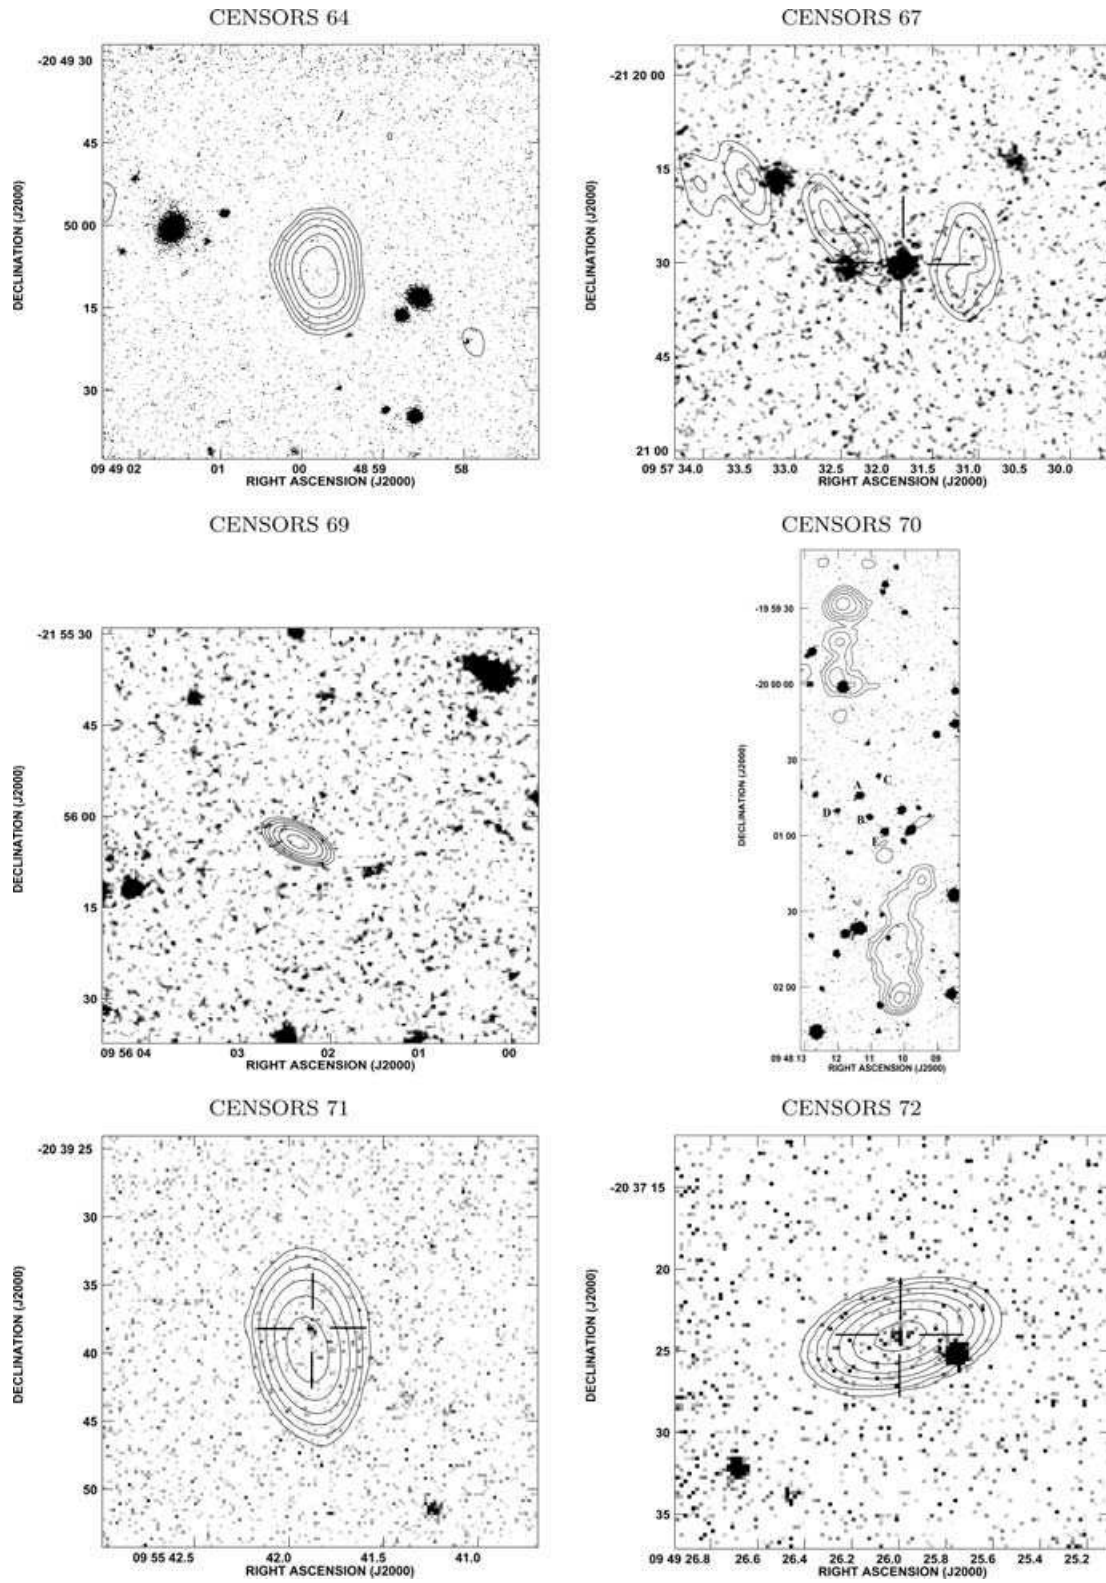 CENSORS 64
CENSORS 67
-20 49 30
45
50 00
15
30
DECLINATION (J2000)
09 49 02 01 00 48 59 58
RIGHT ASCENSION (J2000)
-21 20 00
15
30
45
21 00
DECLINATION (J2000)
09 57 34.0 33.5 33.0 32.5 32.0 31.5 31.0 30.5 30.0
RIGHT ASCENSION (J2000)
CENSORS 69
CENSORS 70
-21 55 30
45
56 00
15
30
DECLINATION (J2000)
09 56 04 03 02 01 00
RIGHT ASCENSION (J2000)
-19 59 30
-20 00 00
30
01 00
30
02 00
DECLINATION (J2000)
A
C
D
B
E
09 48 13 12 11 10 09
RIGHT ASCENSION (J2000)
CENSORS 71
CENSORS 72
-20 39 25
30
35
40
45
50
DECLINATION (J2000)
09 55 42.5 42.0 41.5 41.0
RIGHT ASCENSION (J2000)
-20 37 15
20
25
30
35
DECLINATION (J2000)
09 49 26.8 26.6 26.4 26.2 26.0 25.8 25.6 25.4 25.2
RIGHT ASCENSION (J2000)